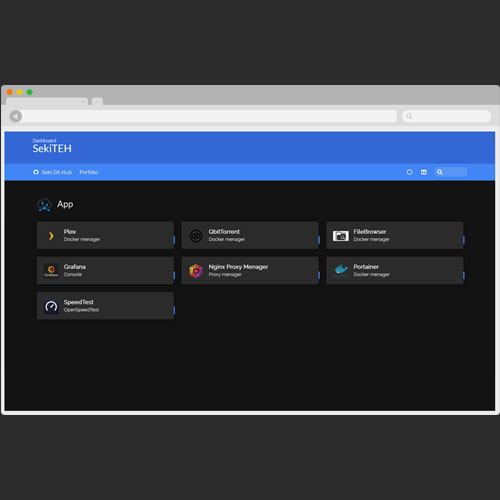 Dashboard
SekiTEH
Seki Git-Hub Portfolio
App
Plex
Docker menager
QbitTorrent
Docker menager
FileBrowser
Docker menager
Grafana
Console
Nginx Proxy Menager
Proxy menager
Portainer
Docker menager
SpeedTest
OpenSpeedTest